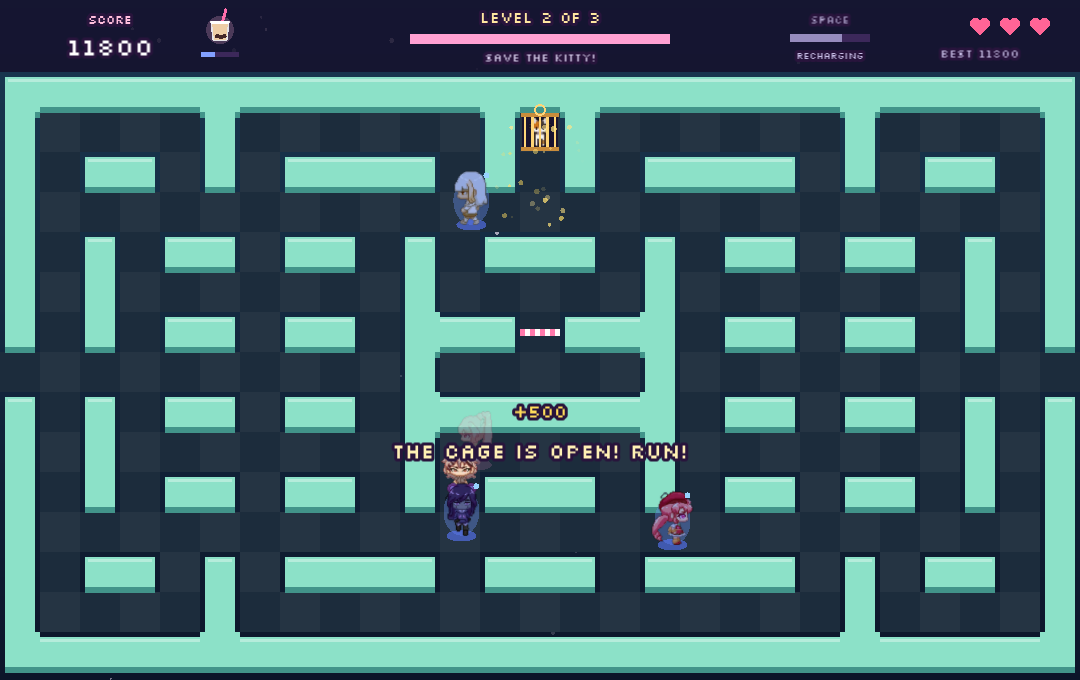 SCORE
11800
LEVEL 2 OF 3
SAVE THE KITTY!
SPACE
RECHARGING
BEST 11800
+500
THE CAGE IS OPEN! RUN!